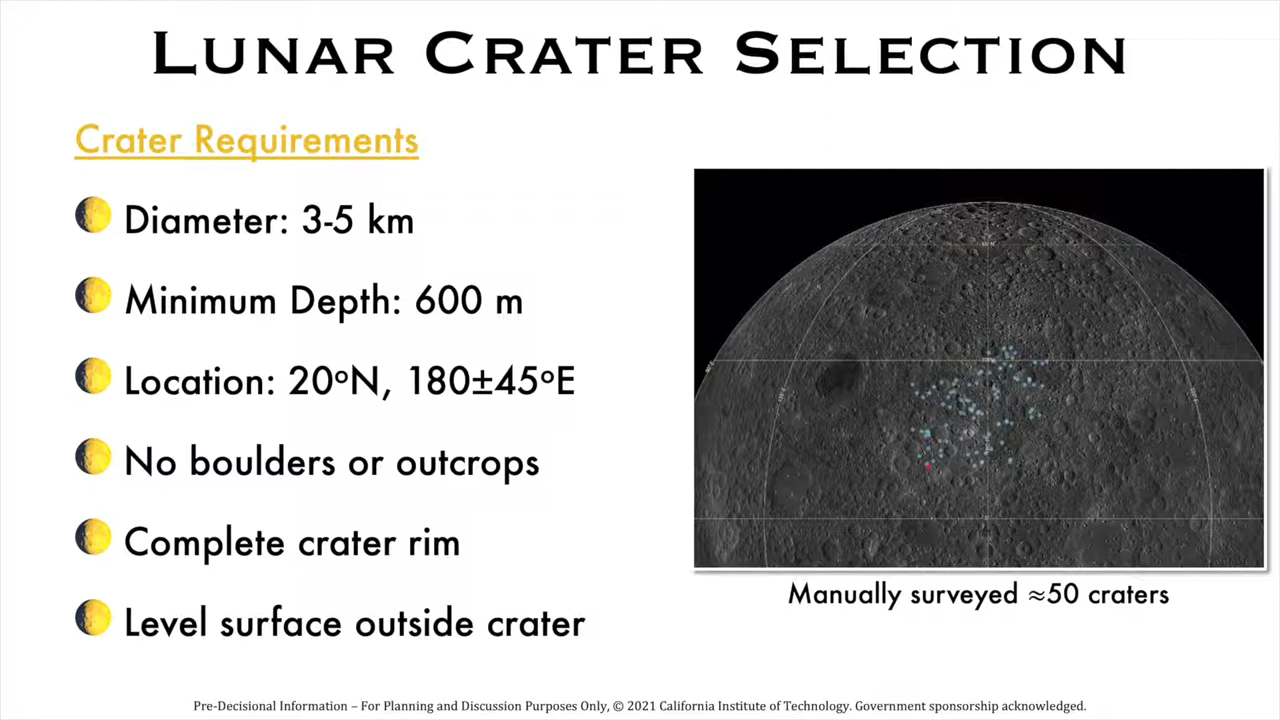 LUNAR CRATER SELECTION
Crater Requirements
Diameter: 3-5 km
Minimum Depth: 600 m
Location: 20ºN, 180±45ºE
No boulders or outcrops
Complete crater rim
Level surface outside crater
Manually surveyed ≈50 craters
Pre-Decisional Information – For Planning and Discussion Purposes Only, © 2021 California Institute of Technology. Government sponsorship acknowledged.